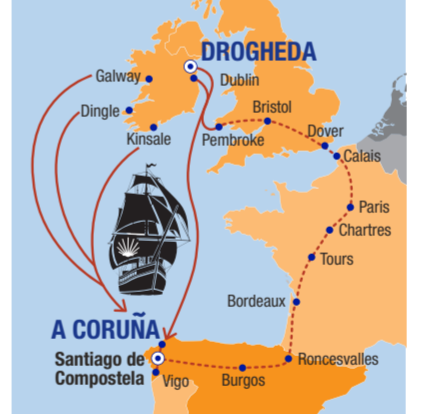 DROGHEDA
Galway
Dublin
Dingle
Bristol
Kinsale
Pembroke
Dover
Calais
Paris
Chartres
Tours
Bordeaux
A CORUÑA
Santiago de
Compostela
Vigo
Burgos
Roncesvalles